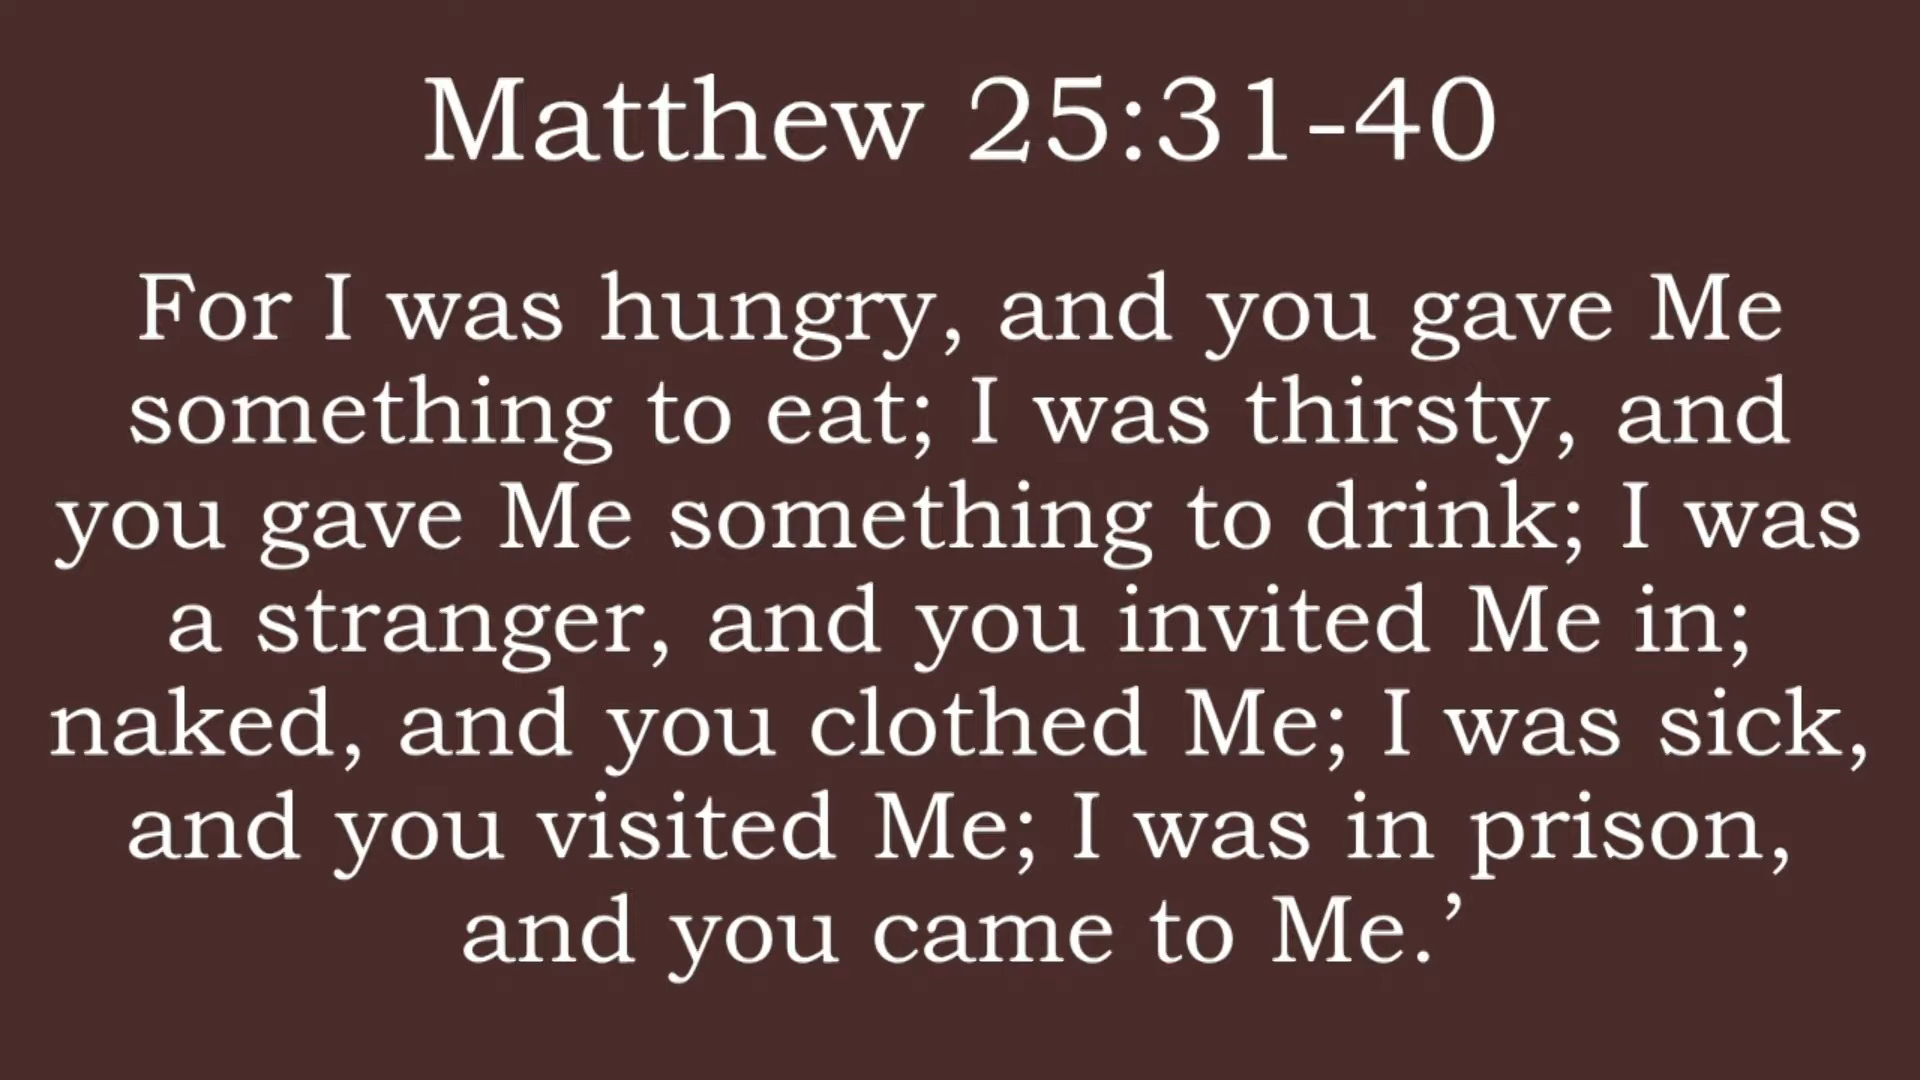 Matthew 25:31-40
For I was hungry, and you gave Me
something to eat; I was thirsty, and
you gave Me something to drink; I was
a stranger, and you invited Me in;
naked, and you clothed Me; I was sick,
and you visited Me; I was in prison,
and you came to Me.’